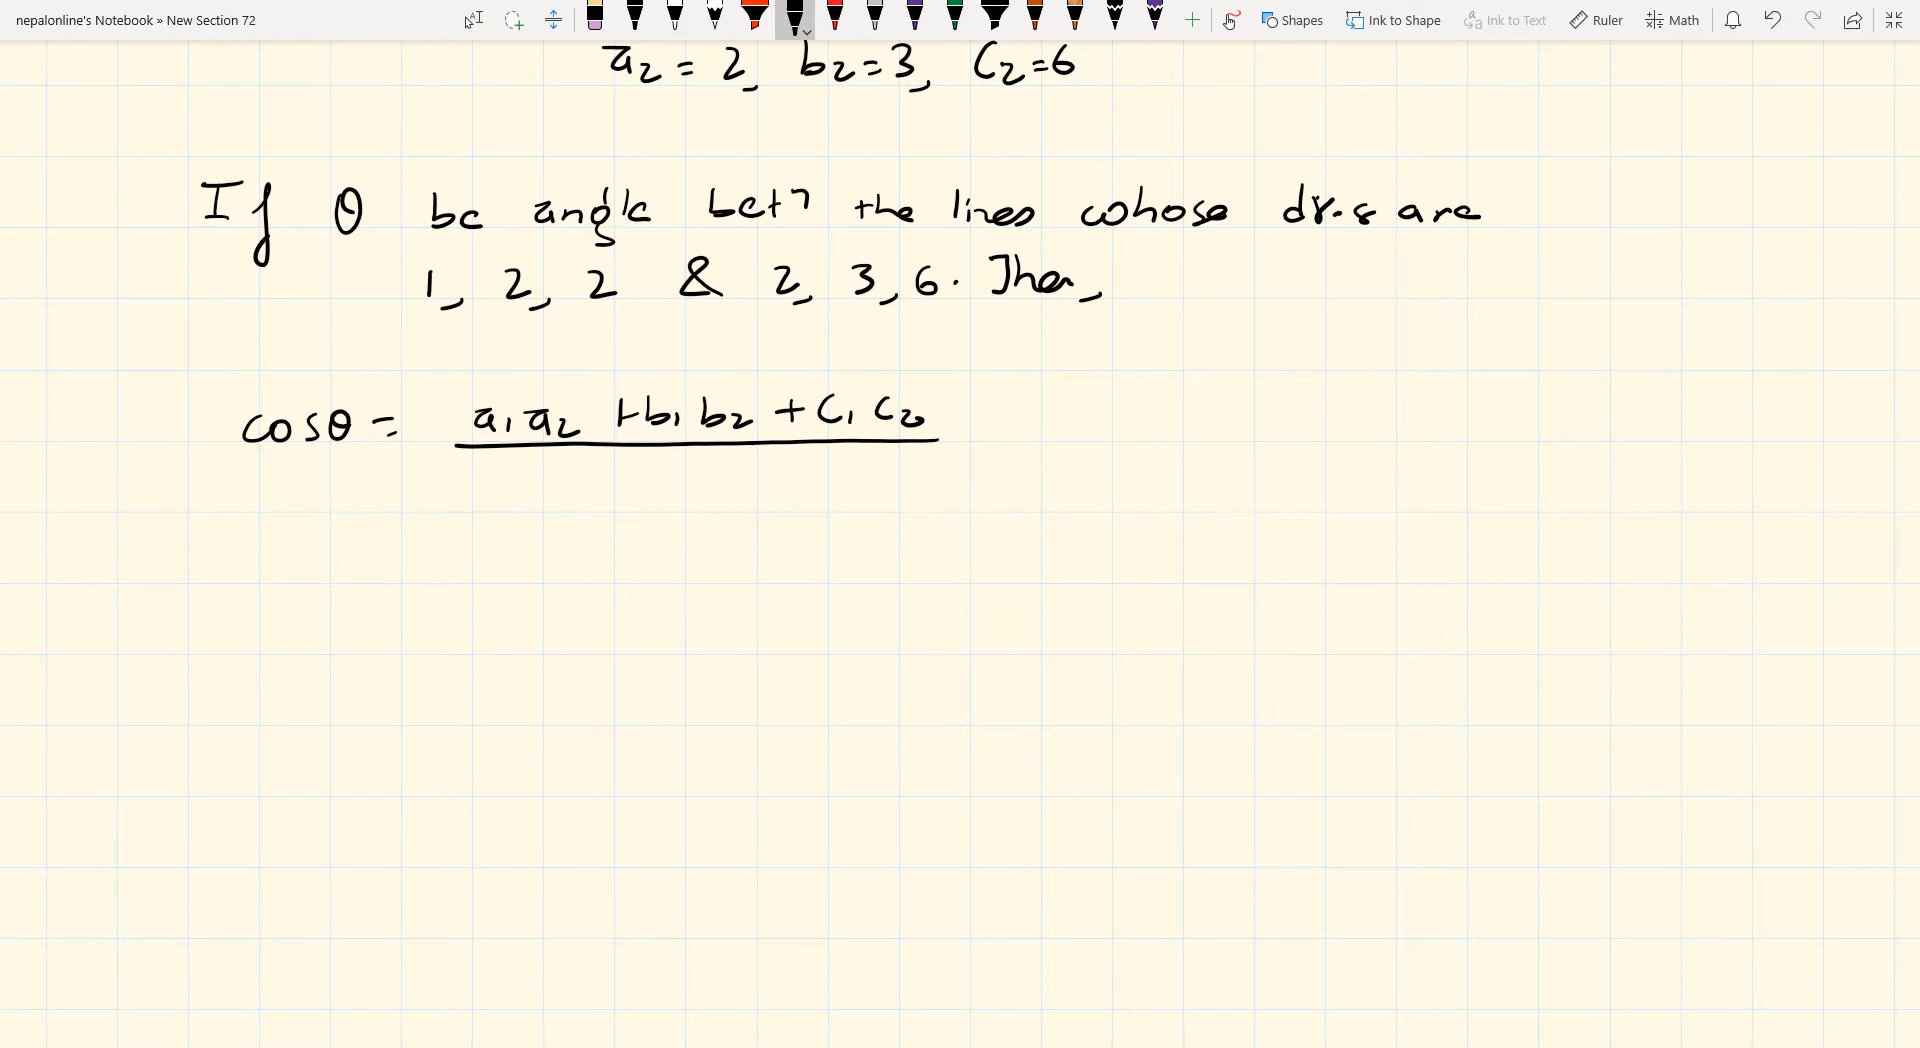 nepalonline's Notebook » New Section 72
Shapes Ink to Shape Ink to Text Ruler Math
a₂ = 2, b₂ = 3, C₂ = 6
If θ be angle betⁿ the lines whose dr.s are
1, 2, 2 & 2, 3, 6. Then,
cosθ = a₁a₂ + b₁b₂ + C₁C₂